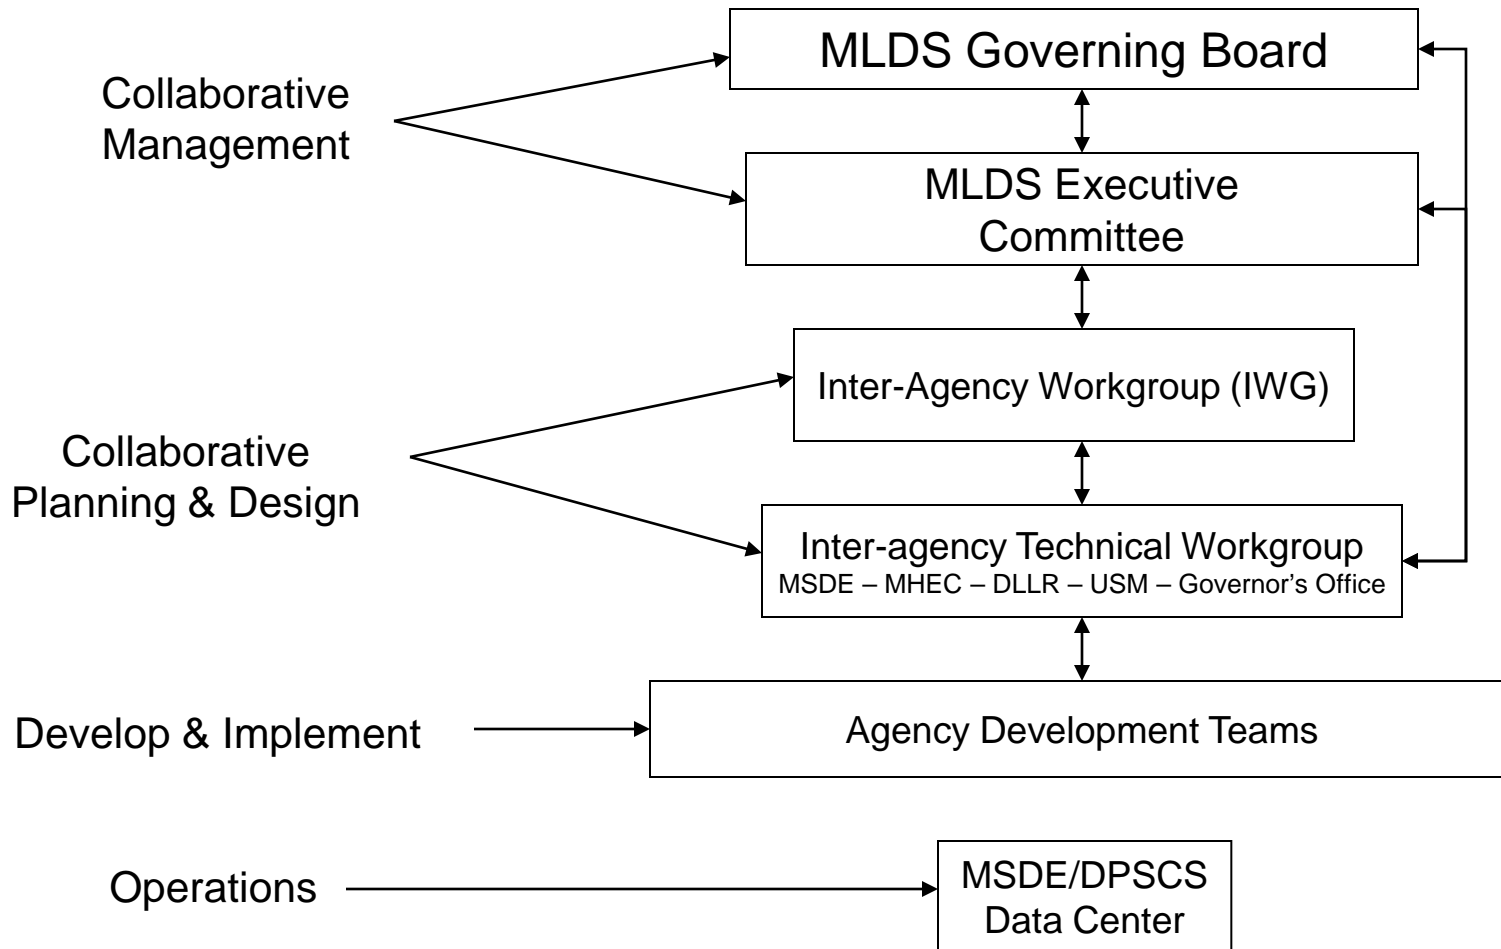 MLDS Governing Board
Collaborative
Management
MLDS Executive
Committee
Inter-Agency Workgroup (IWG)
Collaborative
Planning & Design
Inter-agency Technical Workgroup
MSDE – MHEC – DLLR – USM – Governor’s Office
Develop & Implement
Agency Development Teams
Operations
MSDE/DPSCS
Data Center